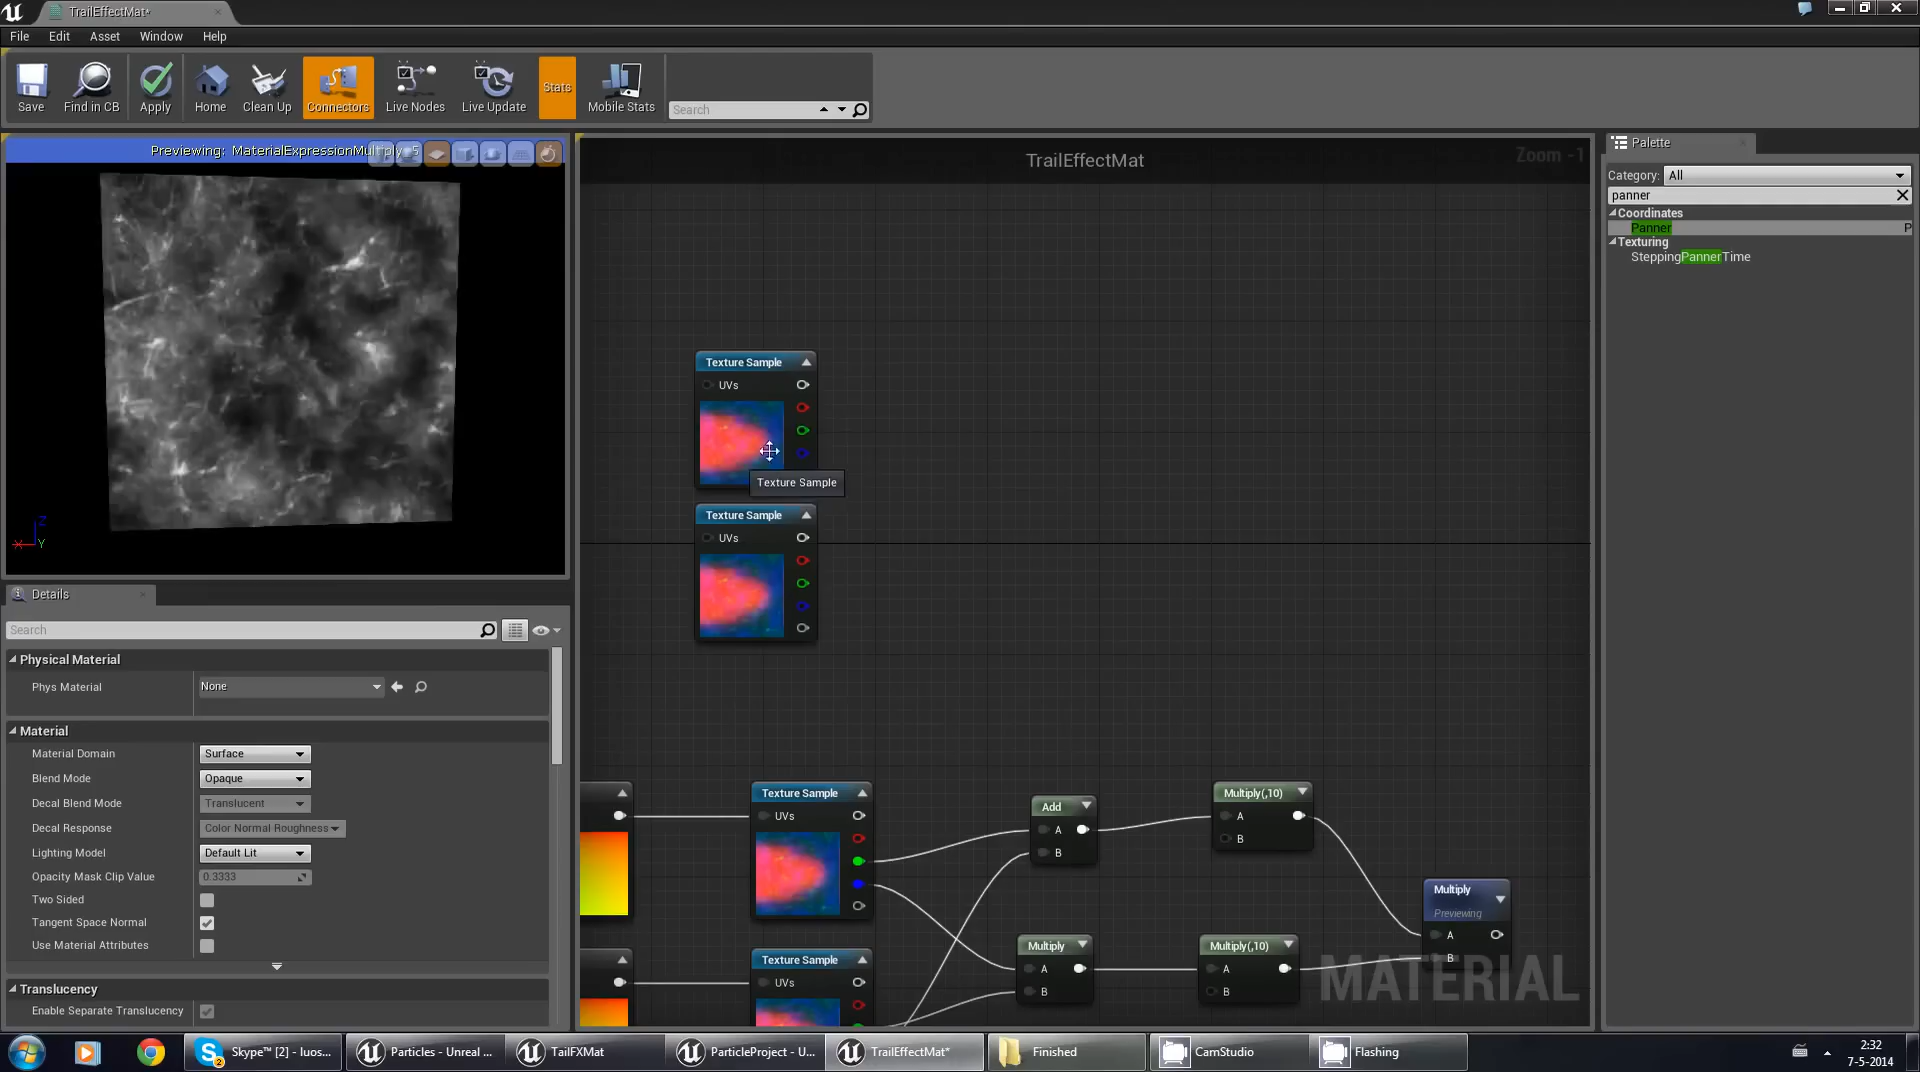 TrailEffectMat*
File Edit Asset Window Help
Save Find in CB Apply Home Clean Up Connectors Live Nodes Live Update Stats Mobile Stats Search
Previewing: MaterialExpressionMultiply_5
TrailEffectMat
Zoom -1
Palette
Category: All
panner
Coordinates
Panner P
Texturing
SteppingPannerTime
Texture Sample
UVs
Texture Sample
Texture Sample
UVs
Z
X Y
Details
Search
Physical Material
Phys Material None
Material
Material Domain Surface
Blend Mode Opaque
Decal Blend Mode Translucent
Decal Response Color Normal Roughness
Lighting Model Default Lit
Opacity Mask Clip Value 0.3333
Two Sided
Tangent Space Normal
Use Material Attributes
Translucency
Enable Separate Translucency
Texture Sample
UVs
Add
A
B
Multiply(,10)
A
B
Multiply
Previewing
A
B
Texture Sample
UVs
Multiply
A
B
Multiply(,10)
A
B
MATERIAL
Skype™ [2] - luos... Particles - Unreal ... TailFXMat ParticleProject - U... TrailEffectMat* Finished CamStudio Flashing
2:32
7-5-2014